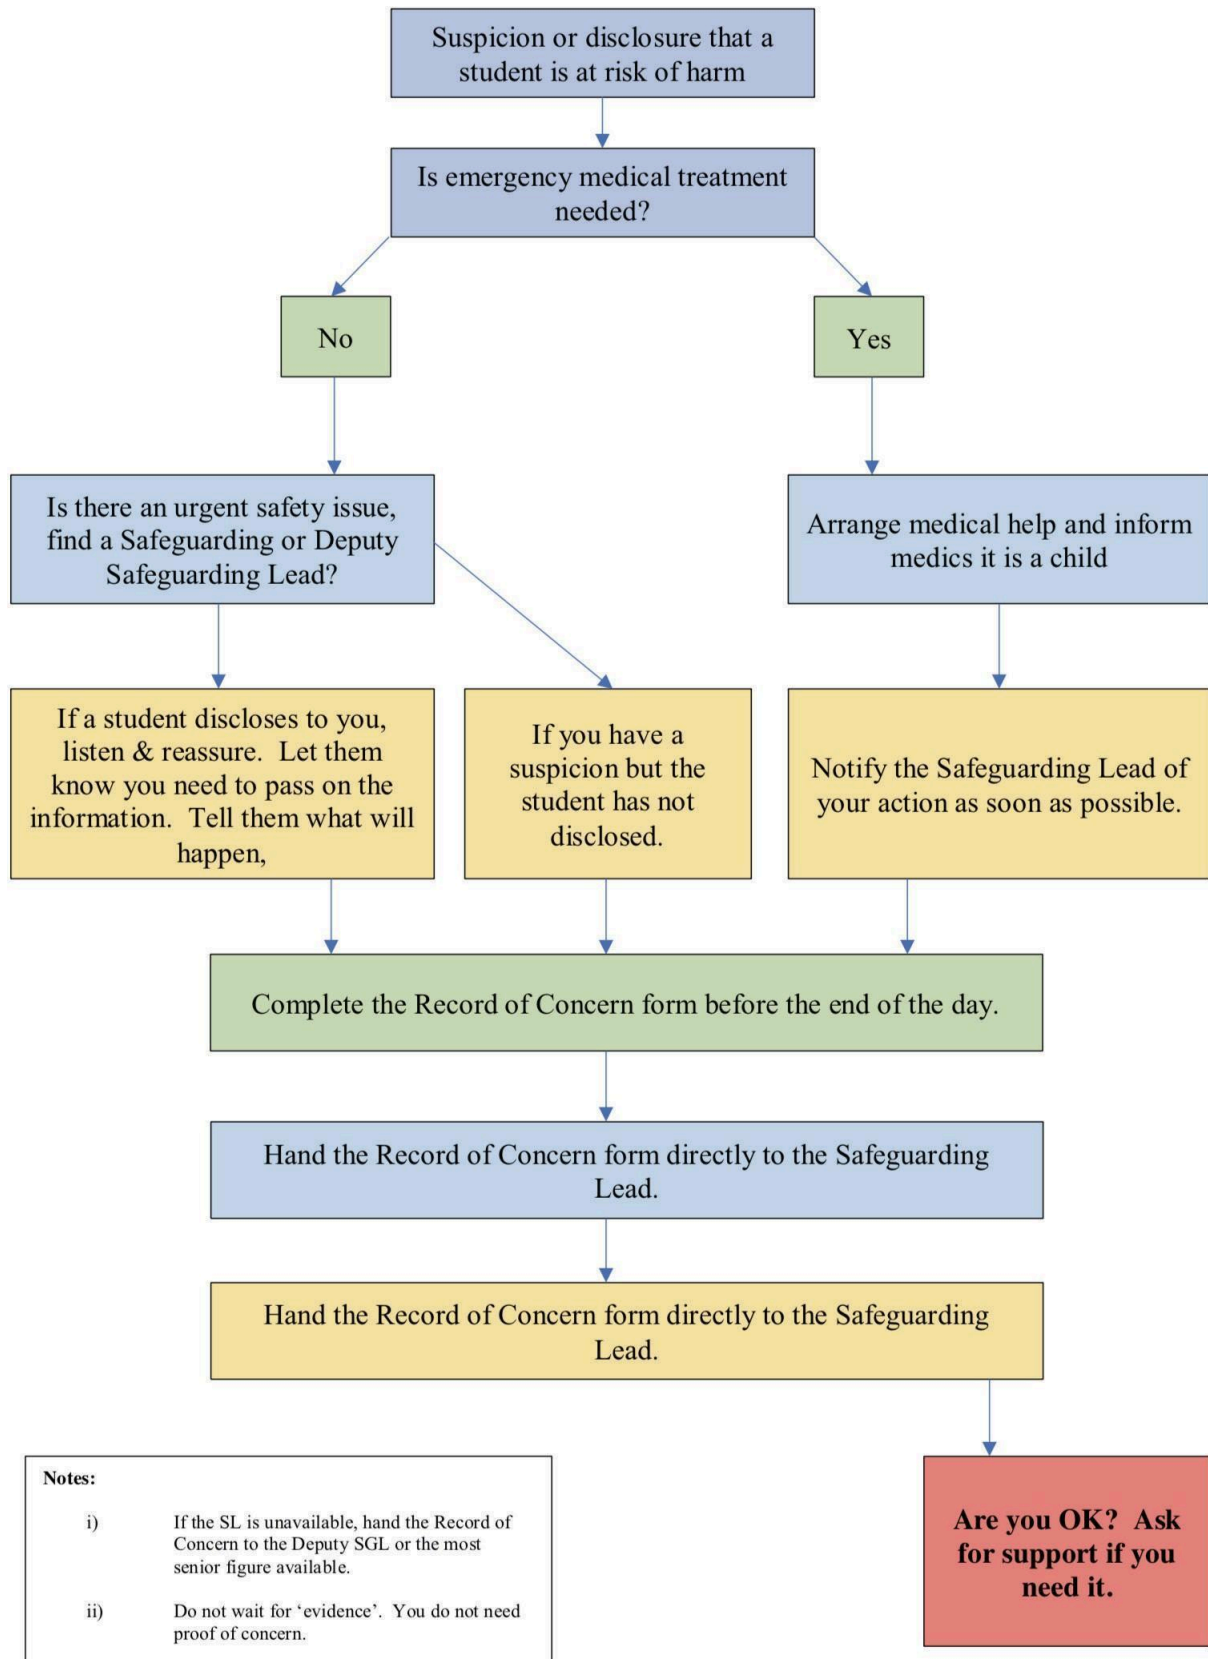 Suspicion or disclosure that a
student is at risk of harm
Is emergency medical treatment
needed?
No
Yes
Is there an urgent safety issue,
find a Safeguarding or Deputy
Safeguarding Lead?
Arrange medical help and inform
medics it is a child
If a student discloses to you,
listen & reassure.  Let them
know you need to pass on the
information.  Tell them what will
happen,
If you have a
suspicion but the
student has not
disclosed.
Notify the Safeguarding Lead of
your action as soon as possible.
Complete the Record of Concern form before the end of the day.
Hand the Record of Concern form directly to the Safeguarding
Lead.
Hand the Record of Concern form directly to the Safeguarding
Lead.
Notes:
i) If the SL is unavailable, hand the Record of
Concern to the Deputy SGL or the most
senior figure available.
ii) Do not wait for ‘evidence’.  You do not need
proof of concern.
Are you OK?  Ask
for support if you
need it.